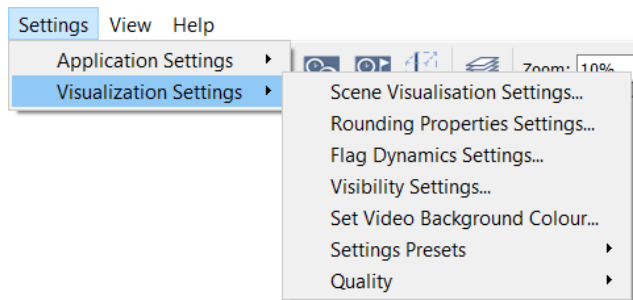 Settings View Help
Application Settings
Zoom: 10%
Visualization Settings
Scene Visualisation Settings...
Rounding Properties Settings...
Flag Dynamics Settings...
Visibility Settings...
Set Video Background Colour...
Settings Presets
Quality